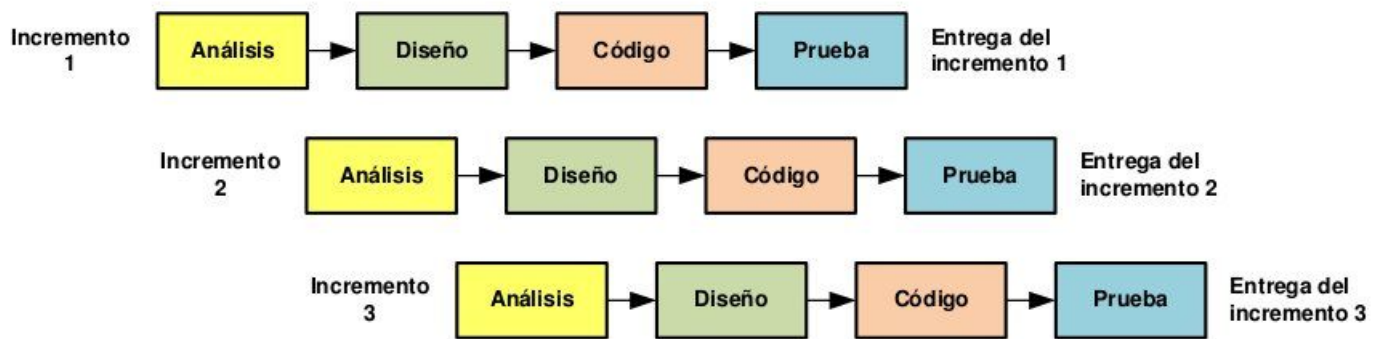 Incremento
1
Análisis
Diseño
Código
Prueba
Entrega del
incremento 1
Incremento
2
Análisis
Diseño
Código
Prueba
Entrega del
incremento 2
Incremento
3
Análisis
Diseño
Código
Prueba
Entrega del
incremento 3